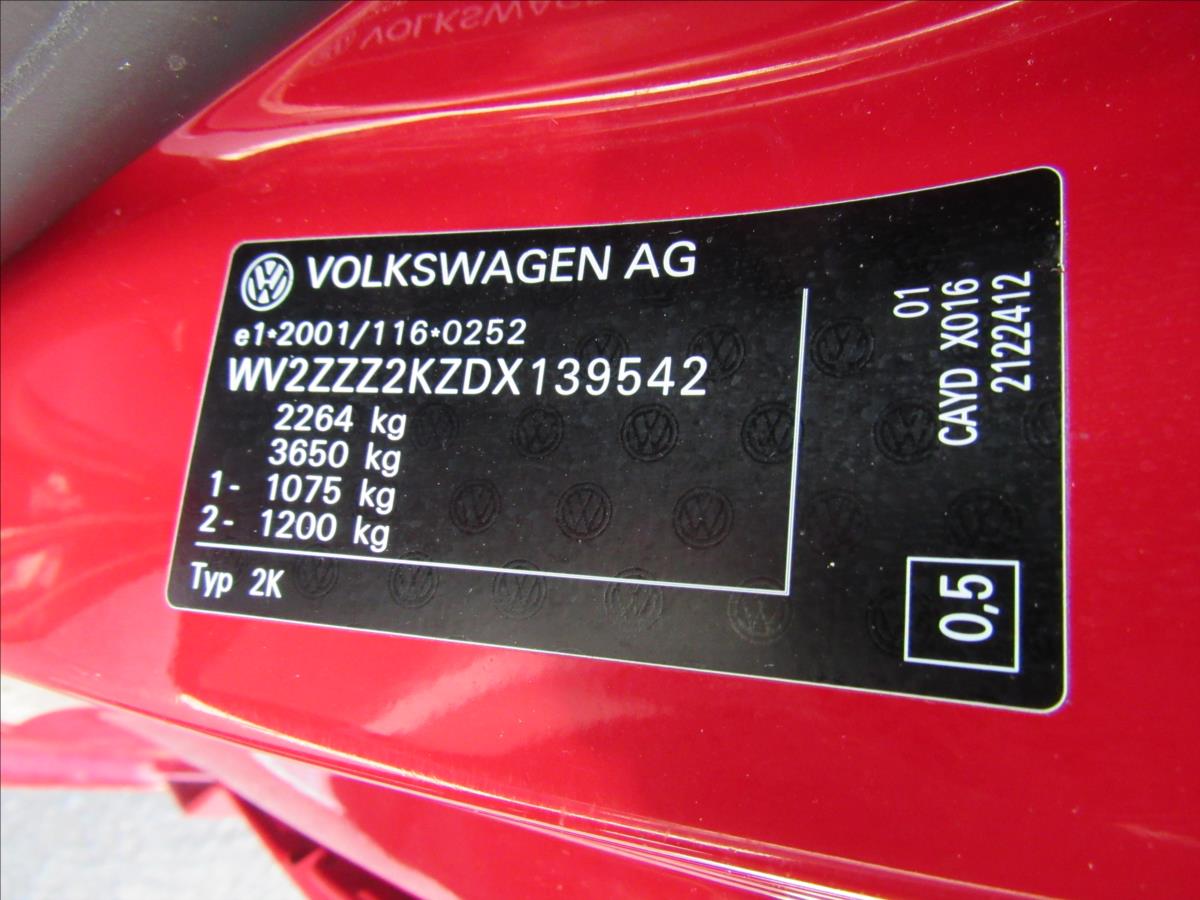 VOLKSWAGEN AG
e1*2001/116*0252
WV2ZZZ2KZDX139542
2264 kg
3650 kg
1- 1075 kg
2- 1200 kg
Typ 2K
01
CAYD X016
2122412
0,5